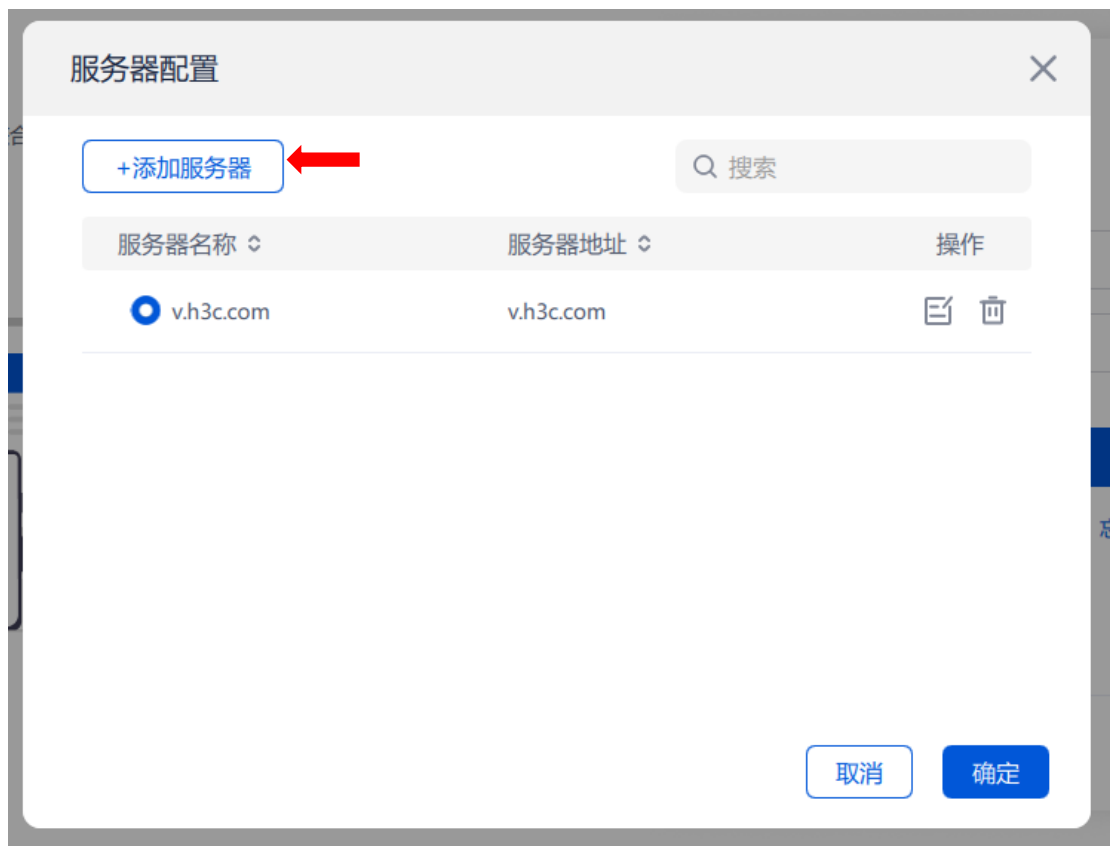 服务器配置
+添加服务器
搜索
服务器名称 服务器地址 操作
v.h3c.com v.h3c.com
取消 确定